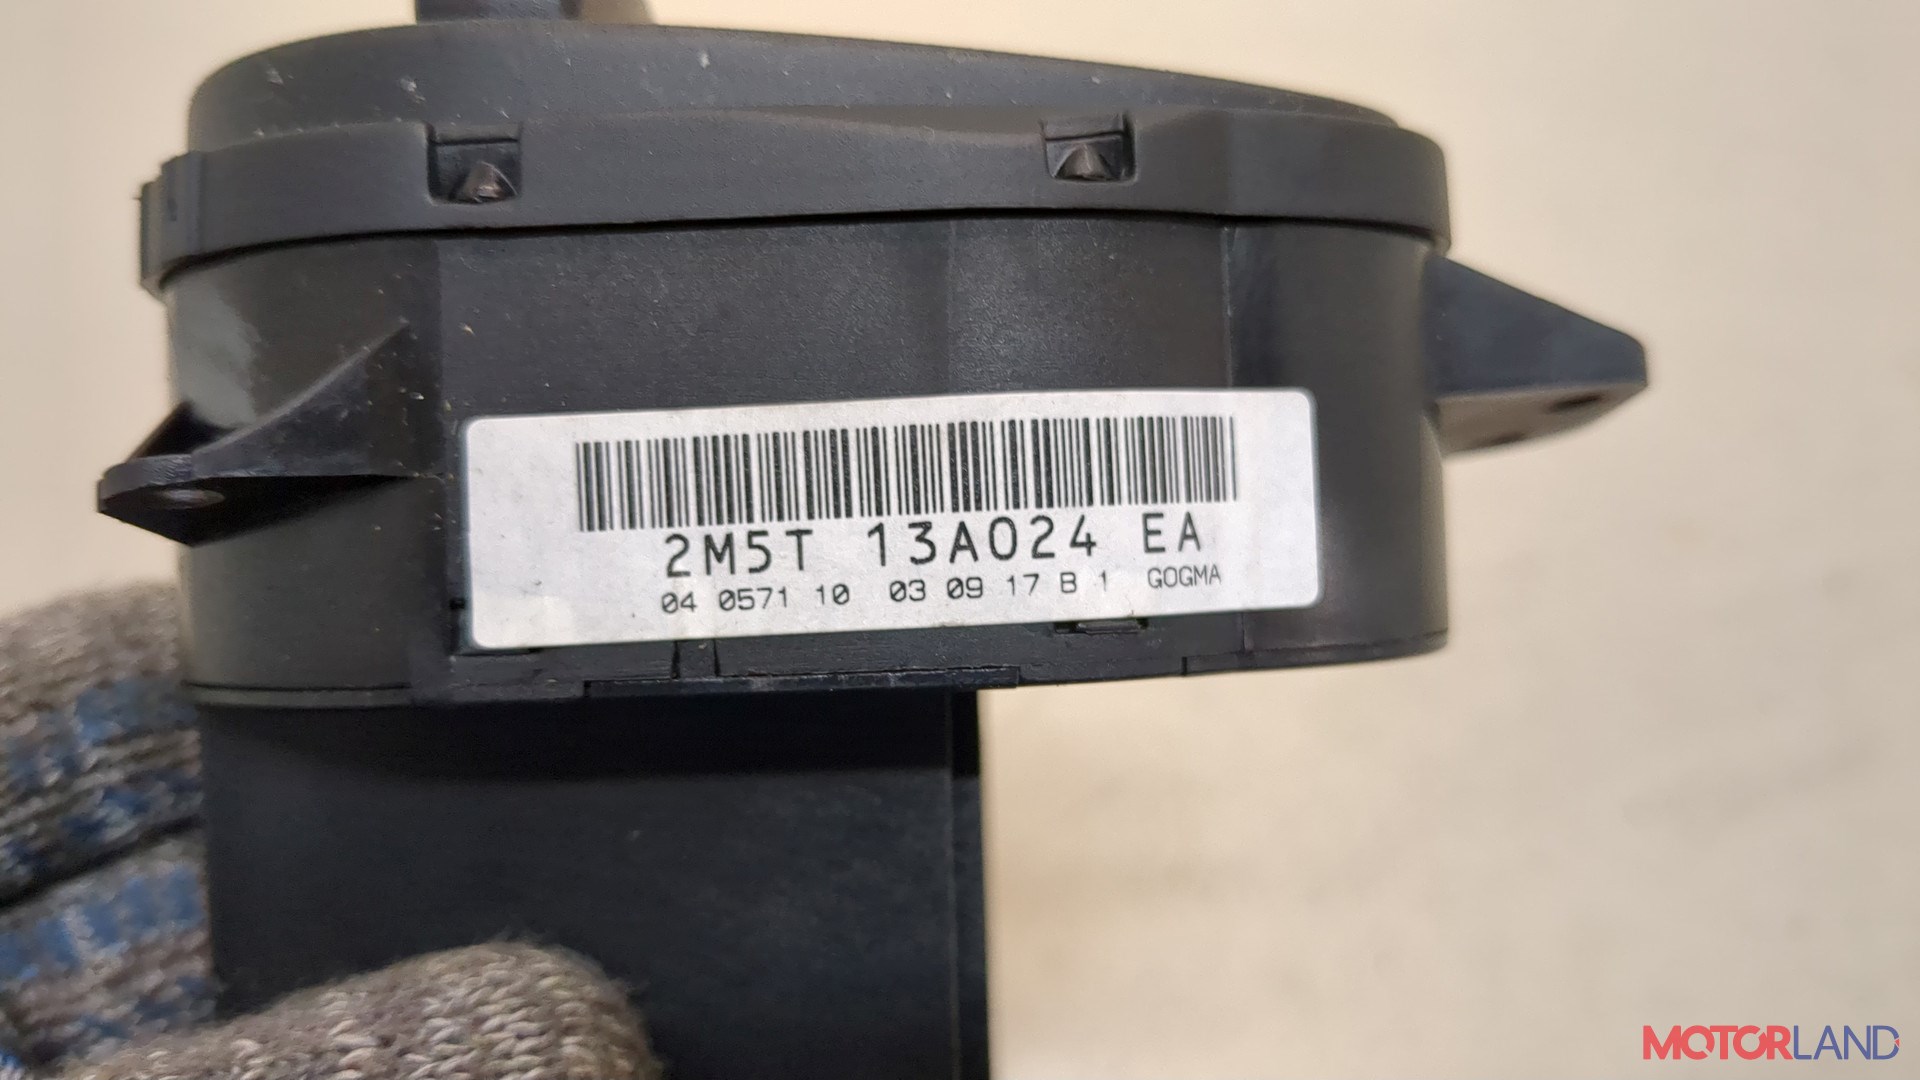 2M5T 13A024 EA
04 0571 10 03 09 17 B 1 GOGMA
MOTORLAND